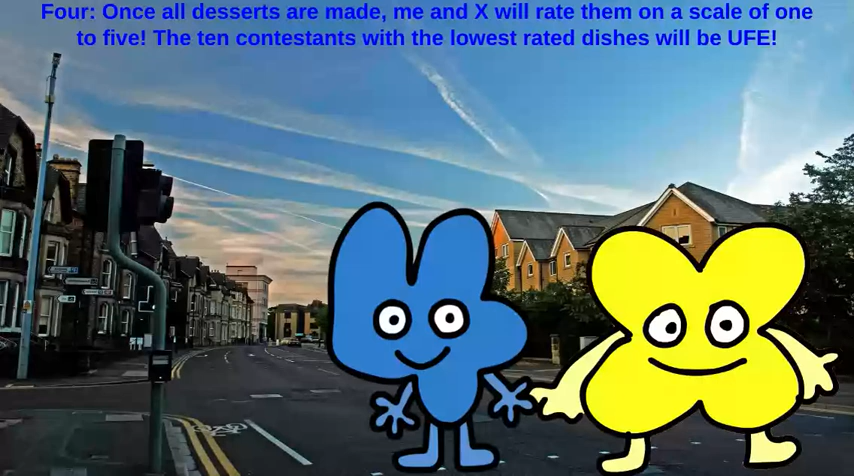 Four: Once all desserts are made, me and X will rate them on a scale of one
to five! The ten contestants with the lowest rated dishes will be UFE!